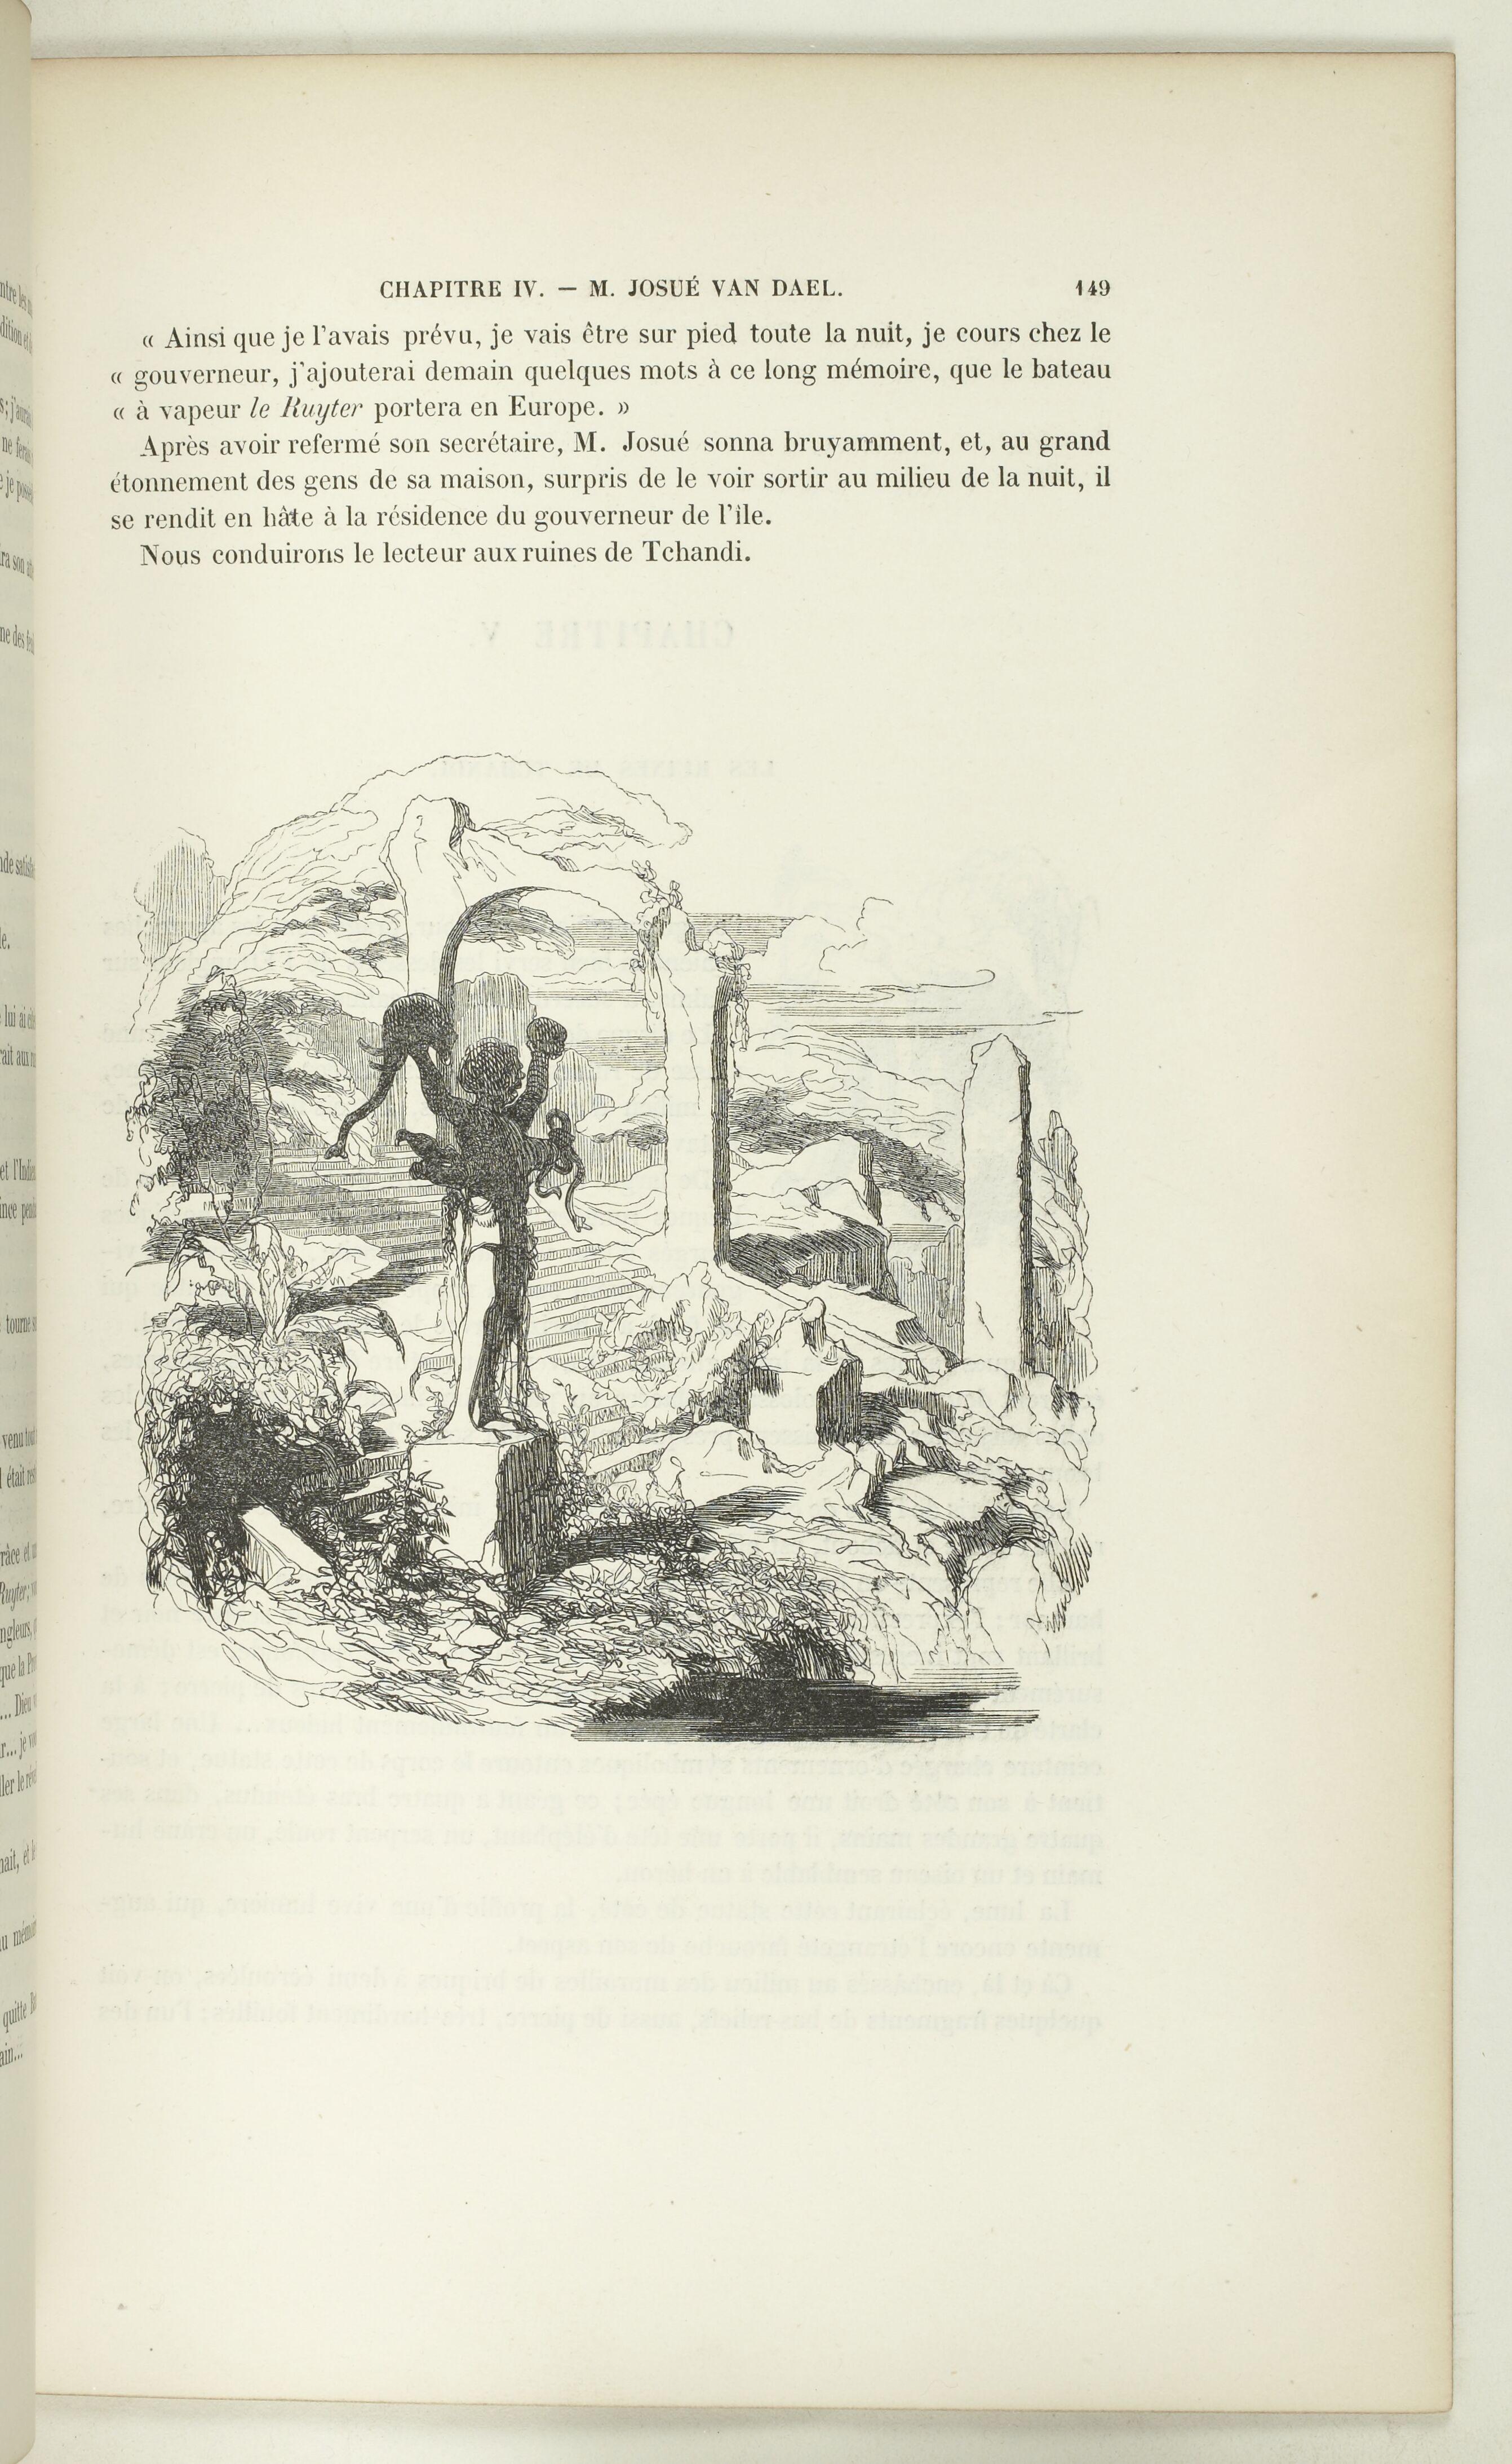 CHAPITRE IV. — M. JOSUÉ VAN DAEL. 149
« Ainsi que je l'avais prévu, je vais être sur pied toute la nuit, je cours chez le
« gouverneur, j'ajouterai demain quelques mots à ce long mémoire, que le bateau
« à vapeur le Ruyter portera en Europe. »
Après avoir refermé son secrétaire, M. Josué sonna bruyamment, et, au grand
étonnement des gens de sa maison, surpris de le voir sortir au milieu de la nuit, il
se rendit en hâte à la résidence du gouverneur de l'île.
Nous conduirons le lecteur aux ruines de Tchandi.